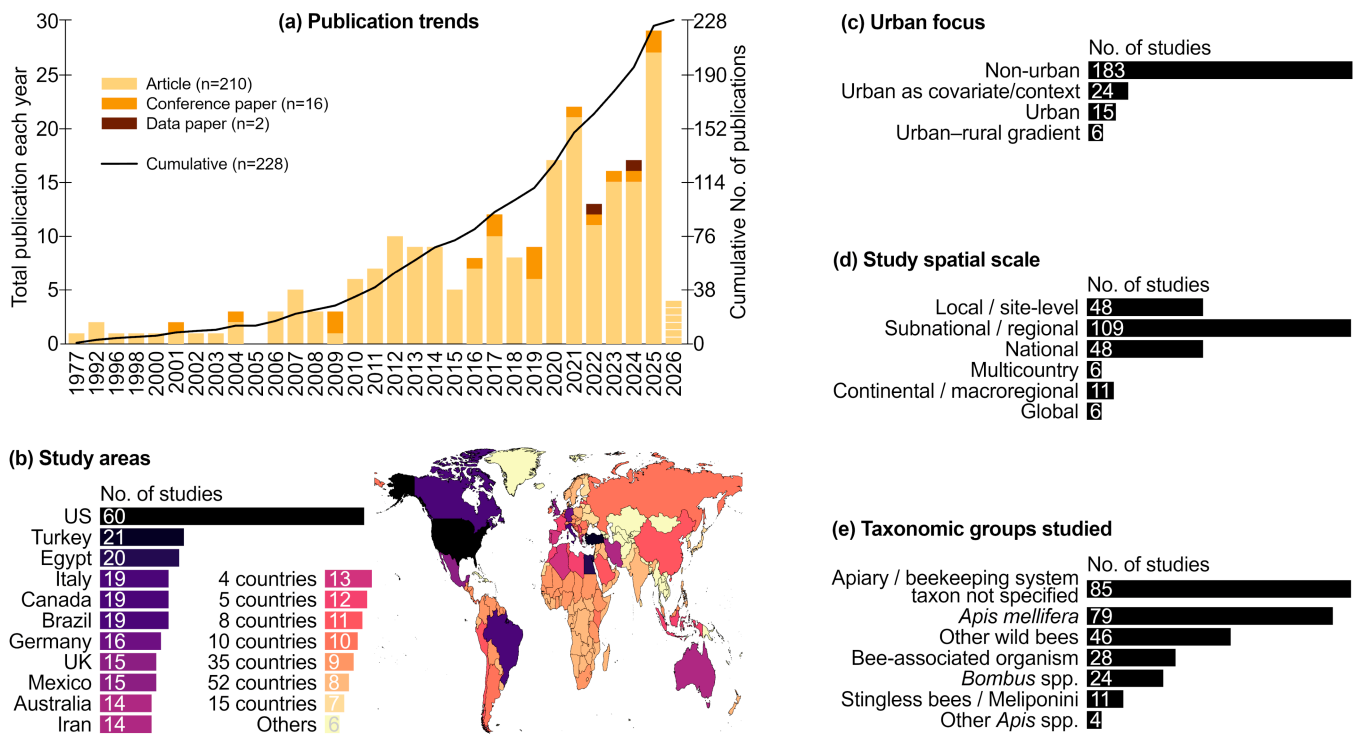 (a) Publication trends
Total publication each year
30
25
20
15
10
5
0
Article (n=210)
Conference paper (n=16)
Data paper (n=2)
Cumulative (n=228)
228
190
152
114
76
38
0
Cumulative No. of publications
1977
1992
1996
1998
2000
2001
2002
2003
2004
2005
2006
2007
2008
2009
2010
2011
2012
2013
2014
2015
2016
2017
2018
2019
2020
2021
2022
2023
2024
2025
2026
(b) Study areas
No. of studies
US 60
Turkey 21
Egypt 20
Italy 19
Canada 19
Brazil 19
Germany 16
UK 15
Mexico 15
Australia 14
Iran 14
4 countries 13
5 countries 12
8 countries 11
10 countries 10
35 countries 9
52 countries 8
15 countries 7
Others 6
(c) Urban focus
No. of studies
Non-urban 183
Urban as covariate/context 24
Urban 15
Urban–rural gradient 6
(d) Study spatial scale
No. of studies
Local / site-level 48
Subnational / regional 109
National 48
Multicountry 6
Continental / macroregional 11
Global 6
(e) Taxonomic groups studied
No. of studies
Apiary / beekeeping system
taxon not specified 85
Apis mellifera 79
Other wild bees 46
Bee-associated organism 28
Bombus spp. 24
Stingless bees / Meliponini 11
Other Apis spp. 4